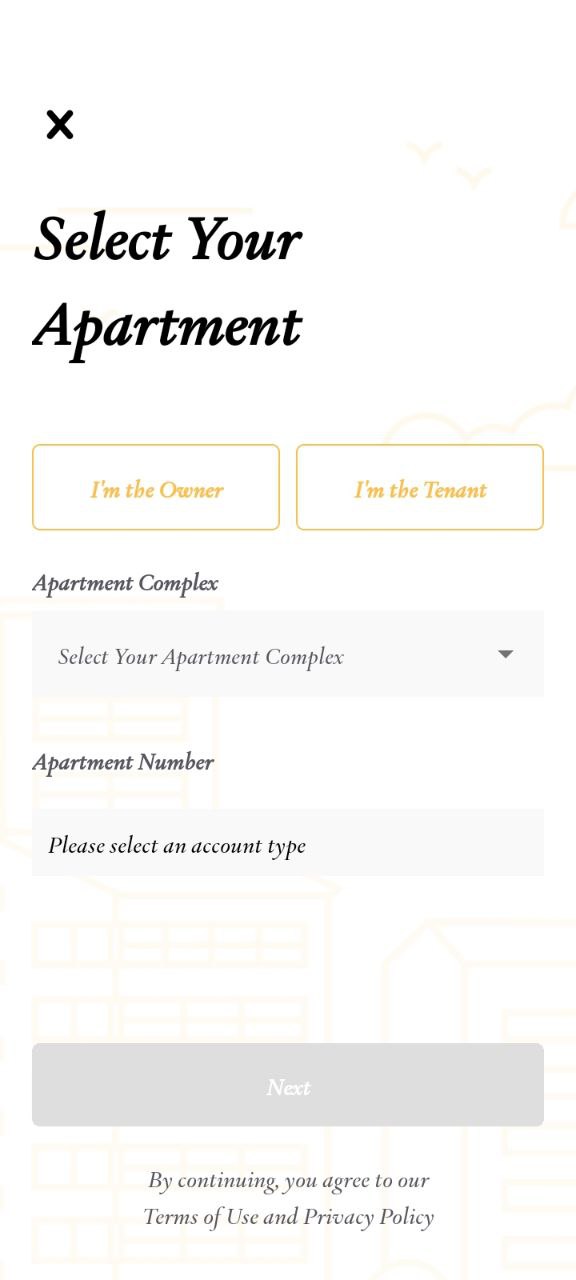 Select Your
Apartment
I'm the Owner
I'm the Tenant
Apartment Complex
Select Your Apartment Complex
Apartment Number
Please select an account type
Next
By continuing, you agree to our
Terms of Use and Privacy Policy